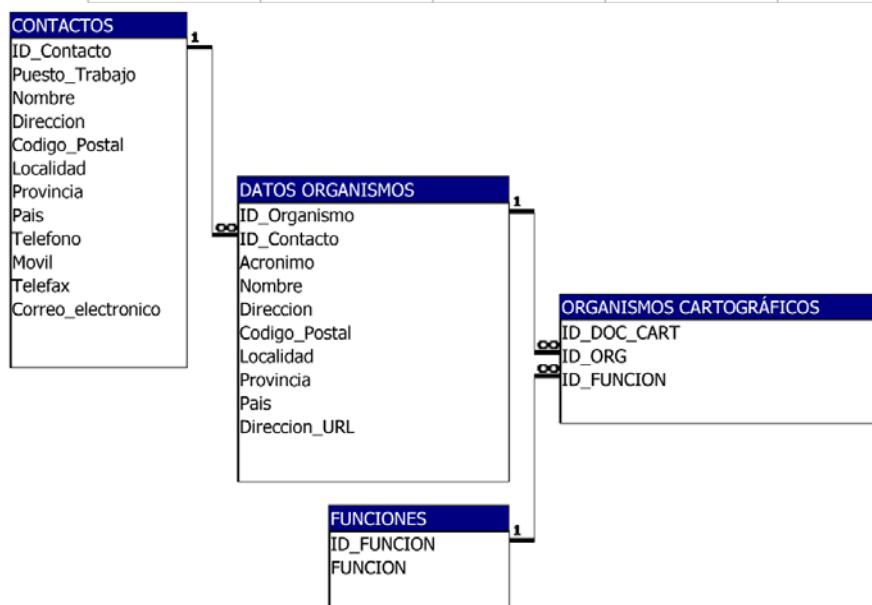 CONTACTOS
ID_Contacto
Puesto_Trabajo
Nombre
Direccion
Codigo_Postal
Localidad
Provincia
Pais
Telefono
Movil
Telefax
Correo_electronico
1
∞
DATOS ORGANISMOS
ID_Organismo
ID_Contacto
Acronimo
Nombre
Direccion
Codigo_Postal
Localidad
Provincia
Pais
Direccion_URL
1
∞
∞
ORGANISMOS CARTOGRÁFICOS
ID_DOC_CART
ID_ORG
ID_FUNCION
FUNCIONES
ID_FUNCION
FUNCION
1